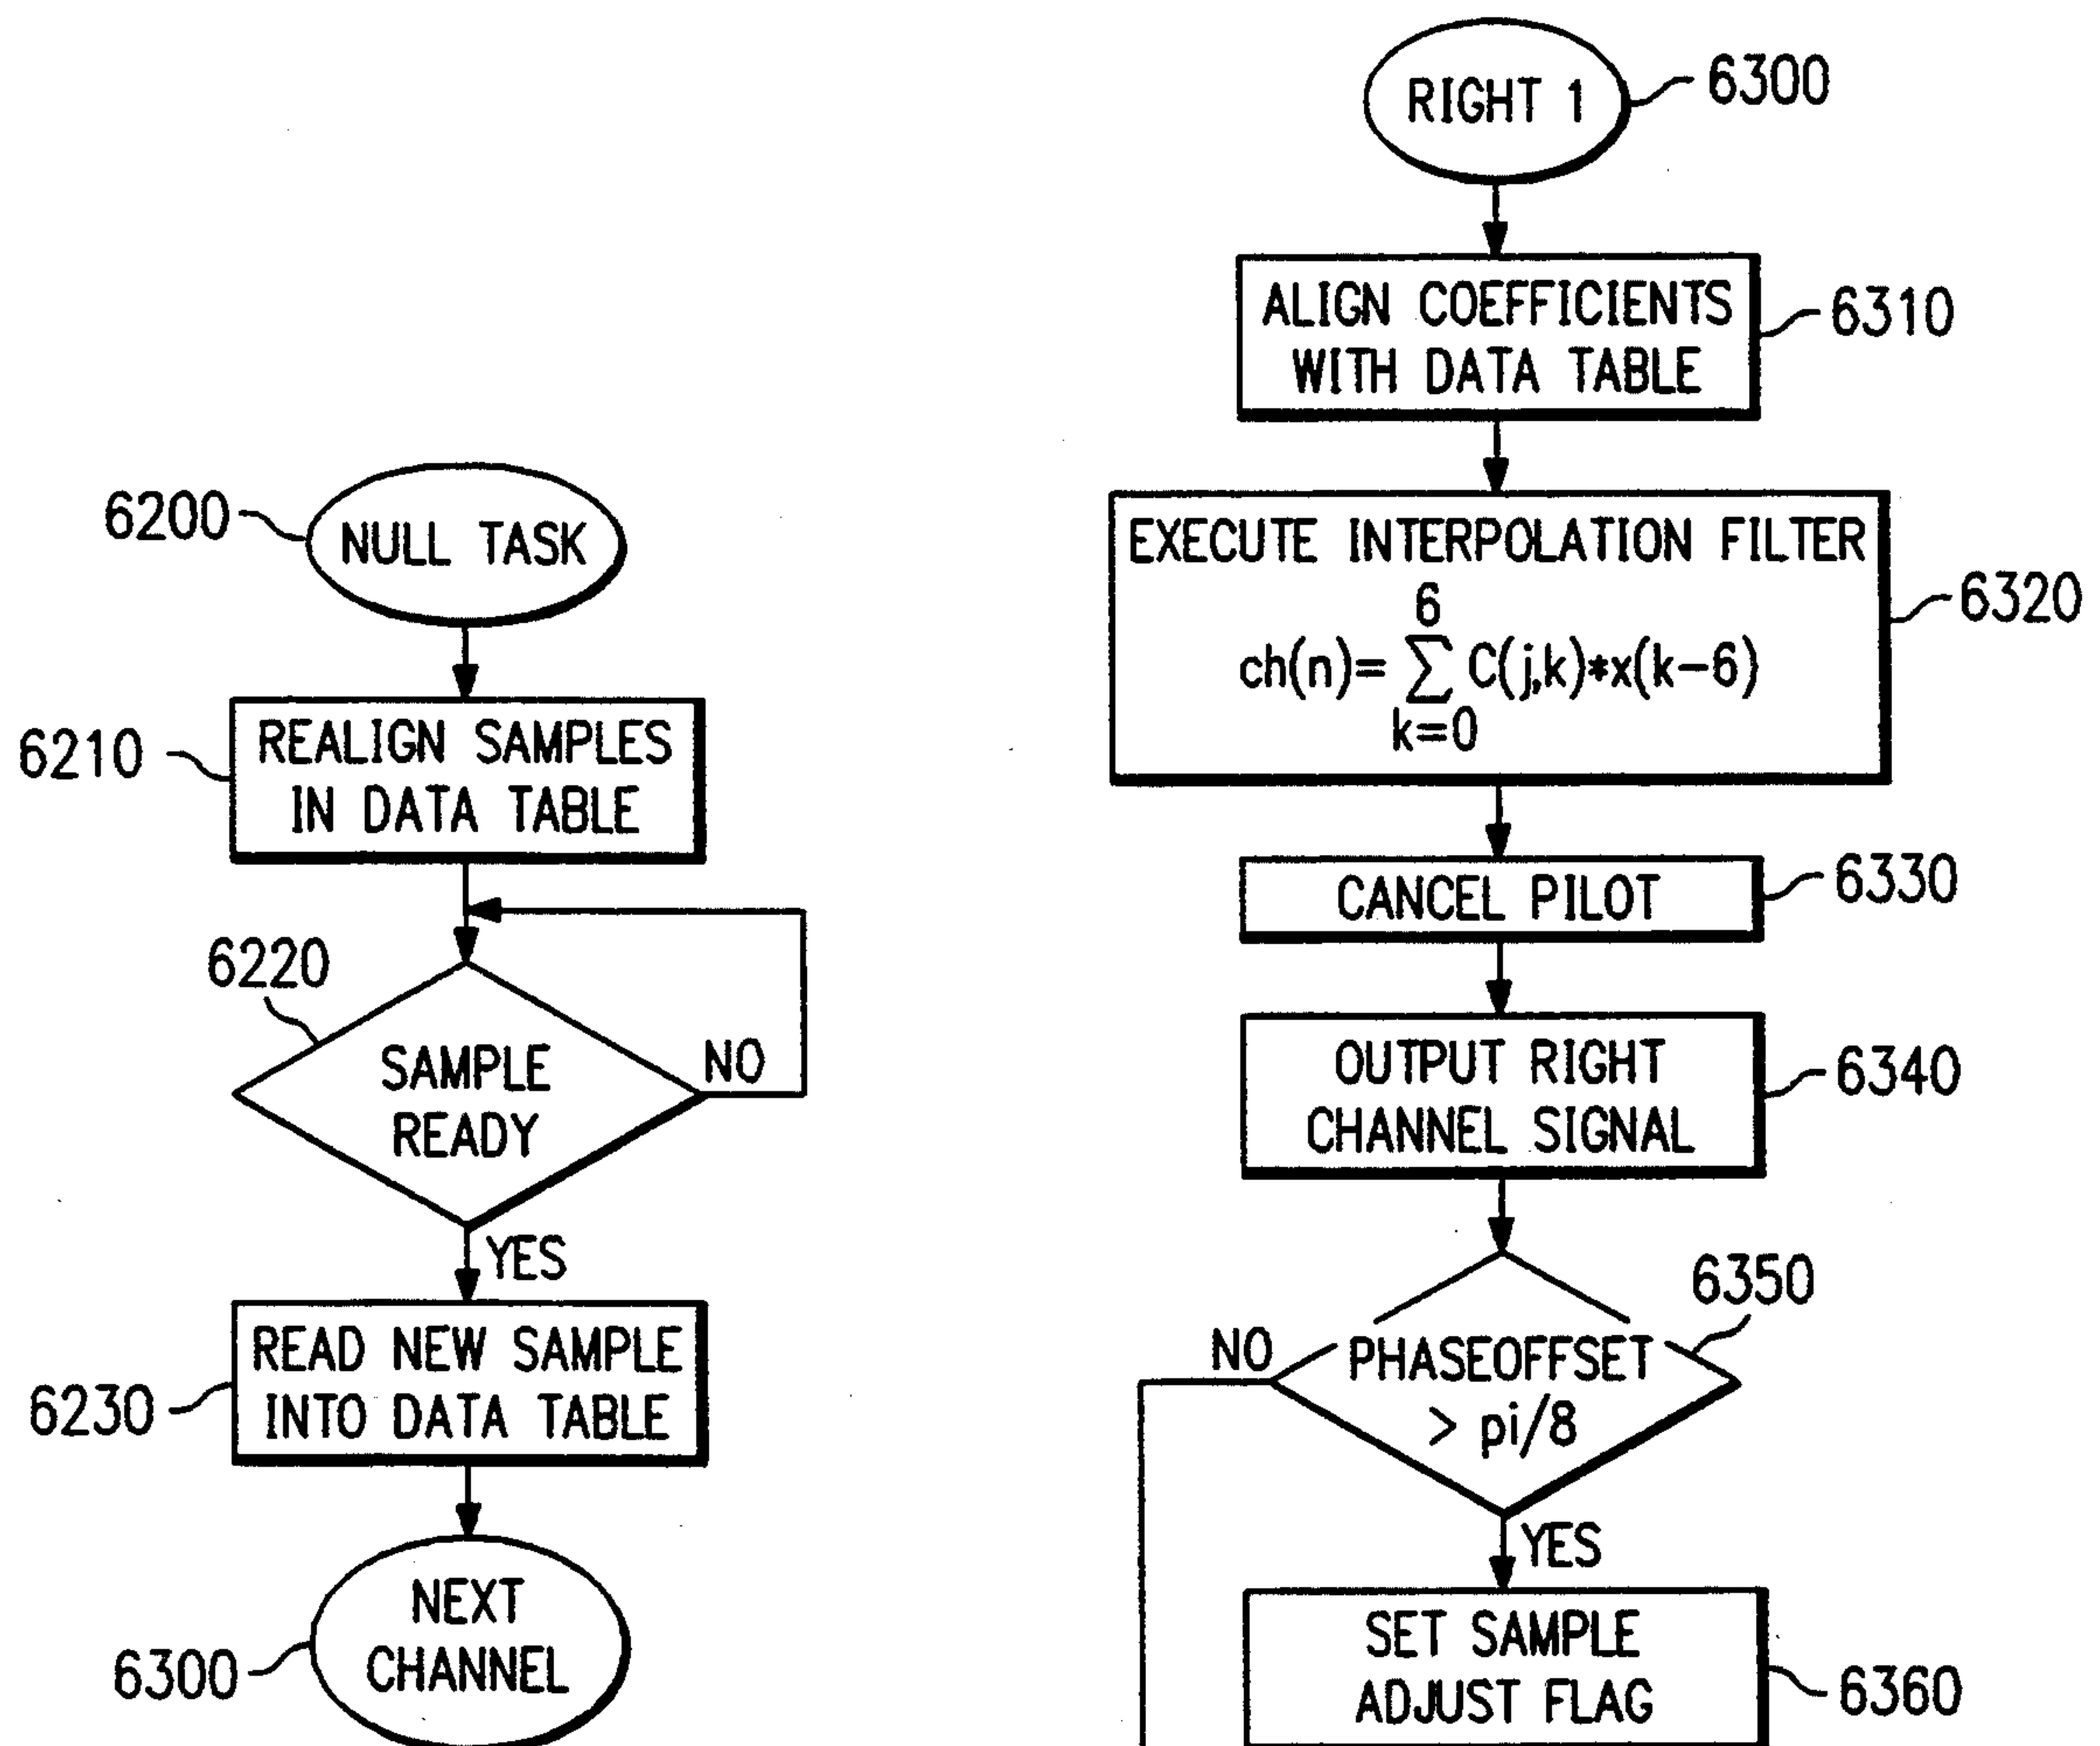 6200
NULL TASK
6210
REALIGN SAMPLES
IN DATA TABLE
6220
SAMPLE
READY
NO
YES
6230
READ NEW SAMPLE
INTO DATA TABLE
6300
NEXT
CHANNEL
RIGHT 1
6300
ALIGN COEFFICIENTS
WITH DATA TABLE
6310
EXECUTE INTERPOLATION FILTER
6
ch(n)= ∑ C(j,k)*x(k-6)
k=0
6320
CANCEL PILOT
6330
OUTPUT RIGHT
CHANNEL SIGNAL
6340
6350
NO
PHASEOFFSET
> pi/8
YES
SET SAMPLE
ADJUST FLAG
6360